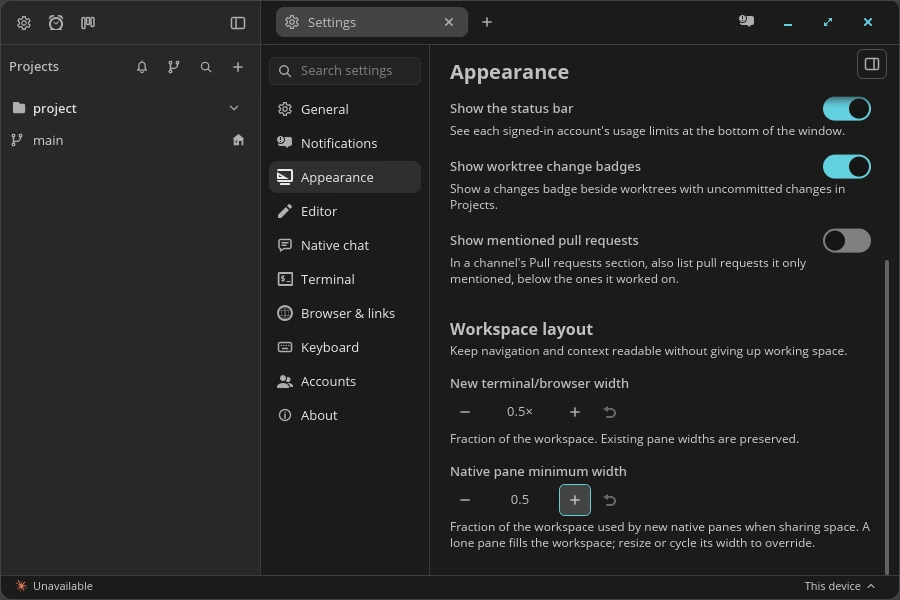 Settings
Projects
project
main
Search settings
General
Notifications
Appearance
Editor
Native chat
Terminal
Browser & links
Keyboard
Accounts
About
Appearance
Show the status bar
See each signed-in account's usage limits at the bottom of the window.
Show worktree change badges
Show a changes badge beside worktrees with uncommitted changes in
Projects.
Show mentioned pull requests
In a channel's Pull requests section, also list pull requests it only
mentioned, below the ones it worked on.
Workspace layout
Keep navigation and context readable without giving up working space.
New terminal/browser width
0.5×
Fraction of the workspace. Existing pane widths are preserved.
Native pane minimum width
0.5
Fraction of the workspace used by new native panes when sharing space. A
lone pane fills the workspace; resize or cycle its width to override.
Unavailable
This device